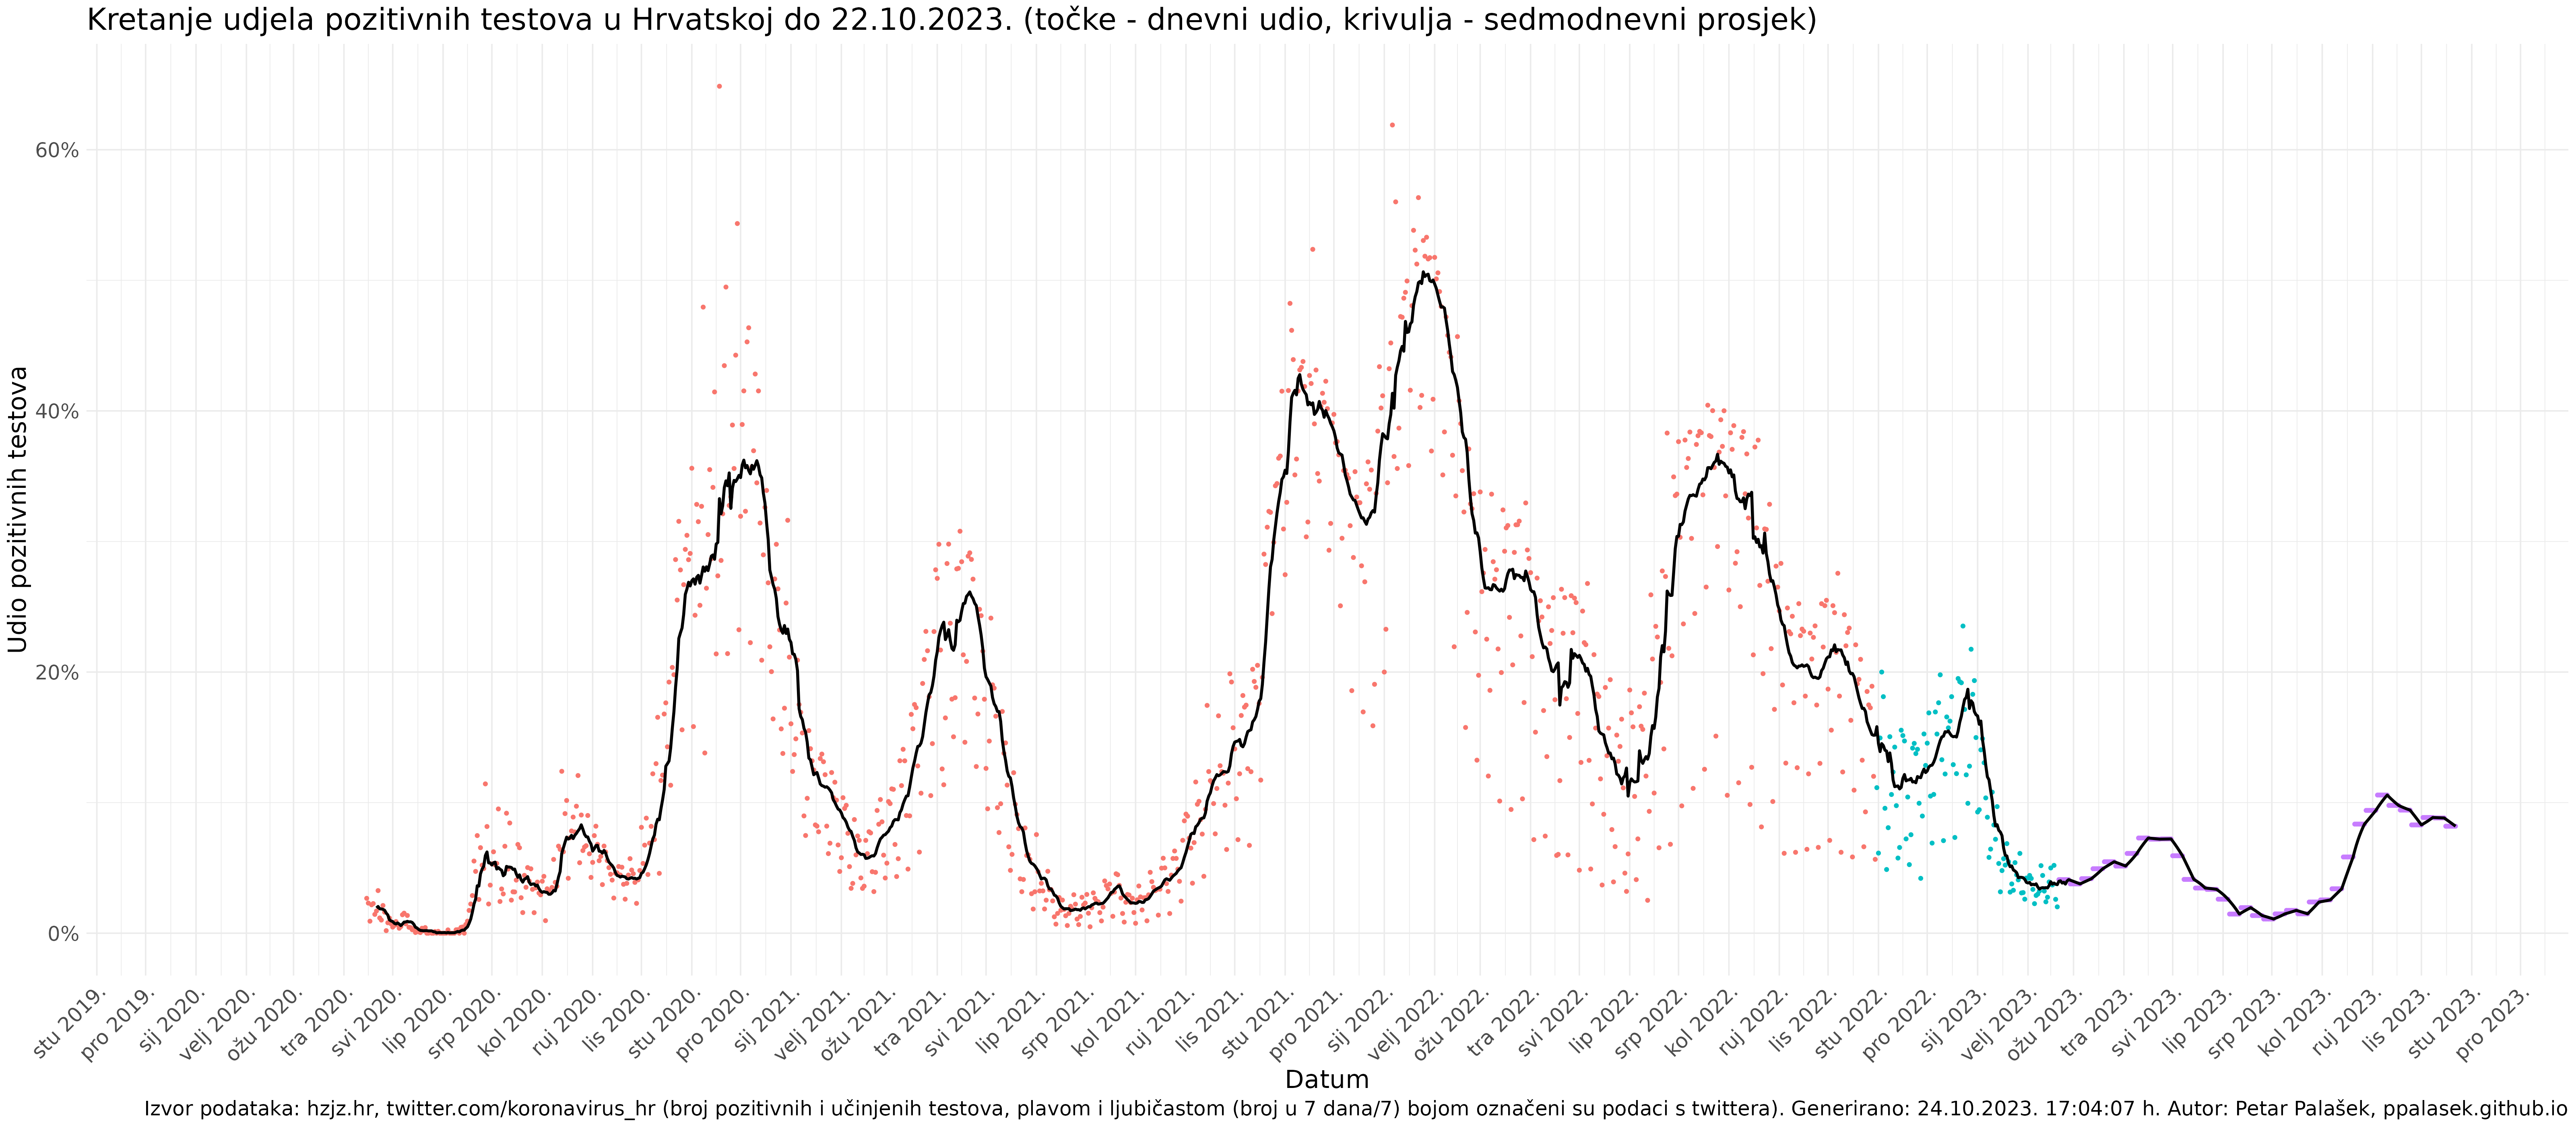 Kretanje udjela pozitivnih testova u Hrvatskoj do 22.10.2023. (točke - dnevni udio, krivulja - sedmodnevni prosjek)
Udio pozitivnih testova
60%
40%
20%
0%
stu 2019.
pro 2019.
sij 2020.
velj 2020.
ožu 2020.
tra 2020.
svi 2020.
lip 2020.
srp 2020.
kol 2020.
ruj 2020.
lis 2020.
stu 2020.
pro 2020.
sij 2021.
velj 2021.
ožu 2021.
tra 2021.
svi 2021.
lip 2021.
srp 2021.
kol 2021.
ruj 2021.
lis 2021.
stu 2021.
pro 2021.
sij 2022.
velj 2022.
ožu 2022.
tra 2022.
svi 2022.
lip 2022.
srp 2022.
kol 2022.
ruj 2022.
lis 2022.
stu 2022.
pro 2022.
sij 2023.
velj 2023.
ožu 2023.
tra 2023.
svi 2023.
lip 2023.
srp 2023.
kol 2023.
ruj 2023.
lis 2023.
stu 2023.
pro 2023.
Datum
Izvor podataka: hzjz.hr, twitter.com/koronavirus_hr (broj pozitivnih i učinjenih testova, plavom i ljubičastom (broj u 7 dana/7) bojom označeni su podaci s twittera). Generirano: 24.10.2023. 17:04:07 h. Autor: Petar Palašek, ppalasek.github.io